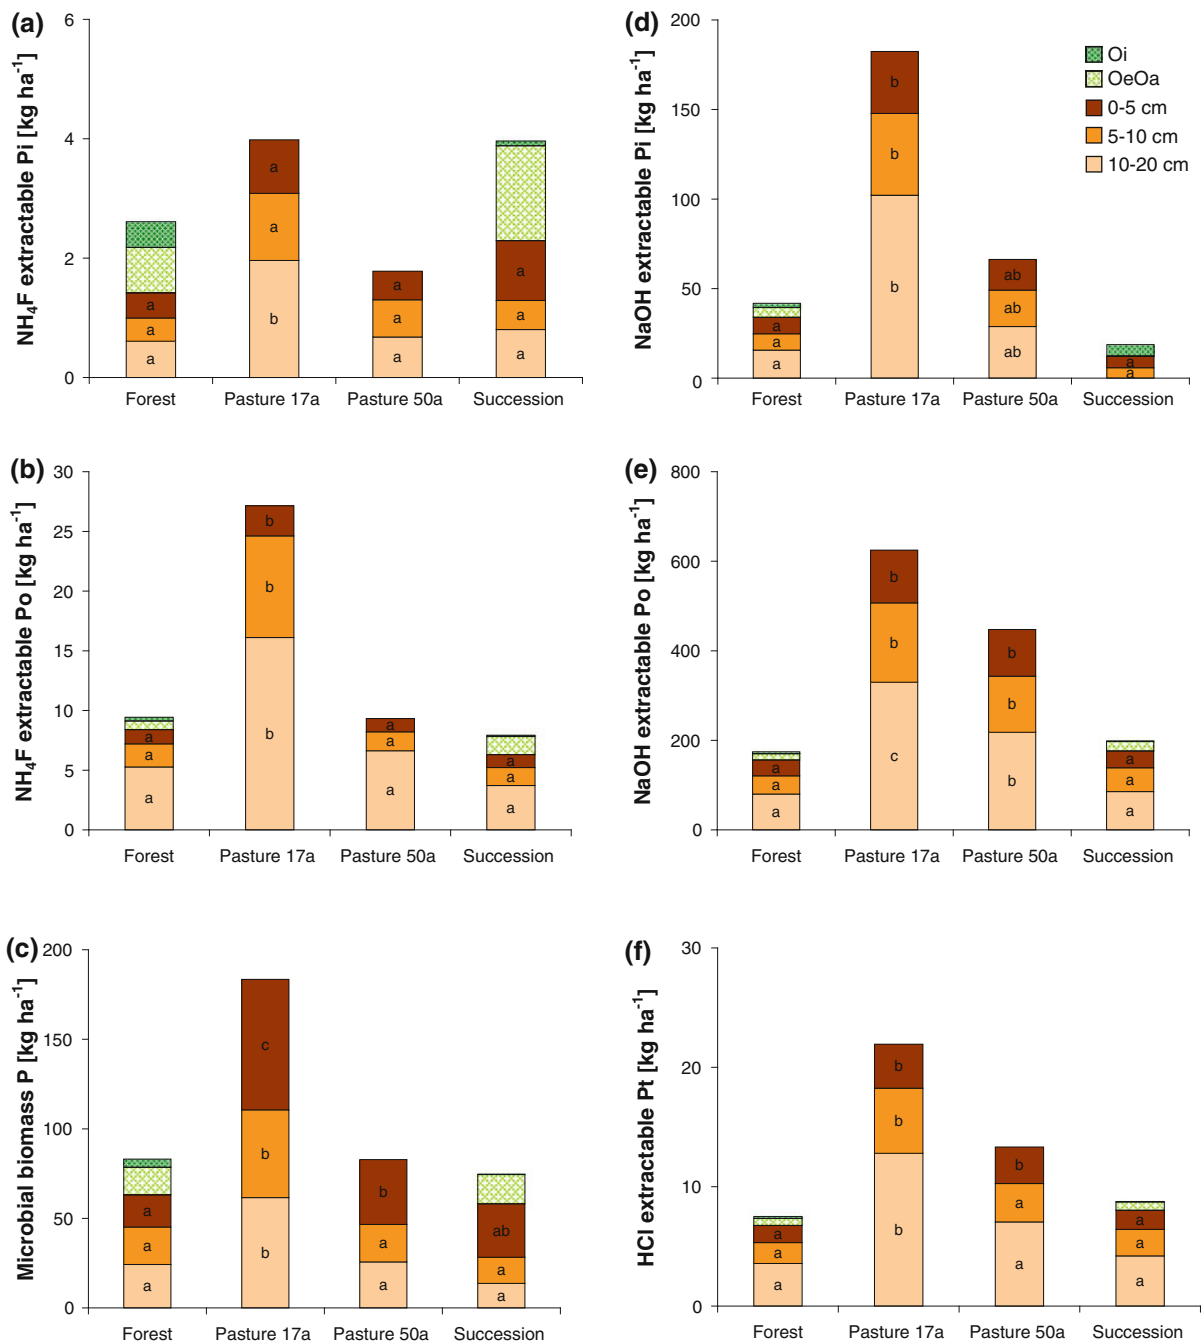 (a)
NH₄F extractable Pi [kg ha⁻¹]
6
4
2
0
a
a
a
a
a
b
a
a
a
a
a
a
Forest Pasture 17a Pasture 50a Succession
(d)
NaOH extractable Pi [kg ha⁻¹]
200
150
100
50
0
Oi
OeOa
0-5 cm
5-10 cm
10-20 cm
a
a
a
b
b
b
ab
ab
ab
a
a
Forest Pasture 17a Pasture 50a Succession
(b)
NH₄F extractable Po [kg ha⁻¹]
30
25
20
15
10
5
0
a
a
a
b
b
b
a
a
a
a
a
a
Forest Pasture 17a Pasture 50a Succession
(e)
NaOH extractable Po [kg ha⁻¹]
800
600
400
200
0
a
a
a
b
b
c
b
b
b
a
a
a
Forest Pasture 17a Pasture 50a Succession
(c)
Microbial biomass P [kg ha⁻¹]
200
150
100
50
0
a
a
a
c
b
b
b
a
a
ab
a
a
Forest Pasture 17a Pasture 50a Succession
(f)
HCl extractable Pt [kg ha⁻¹]
30
20
10
0
a
a
a
b
b
b
b
a
a
a
a
a
Forest Pasture 17a Pasture 50a Succession